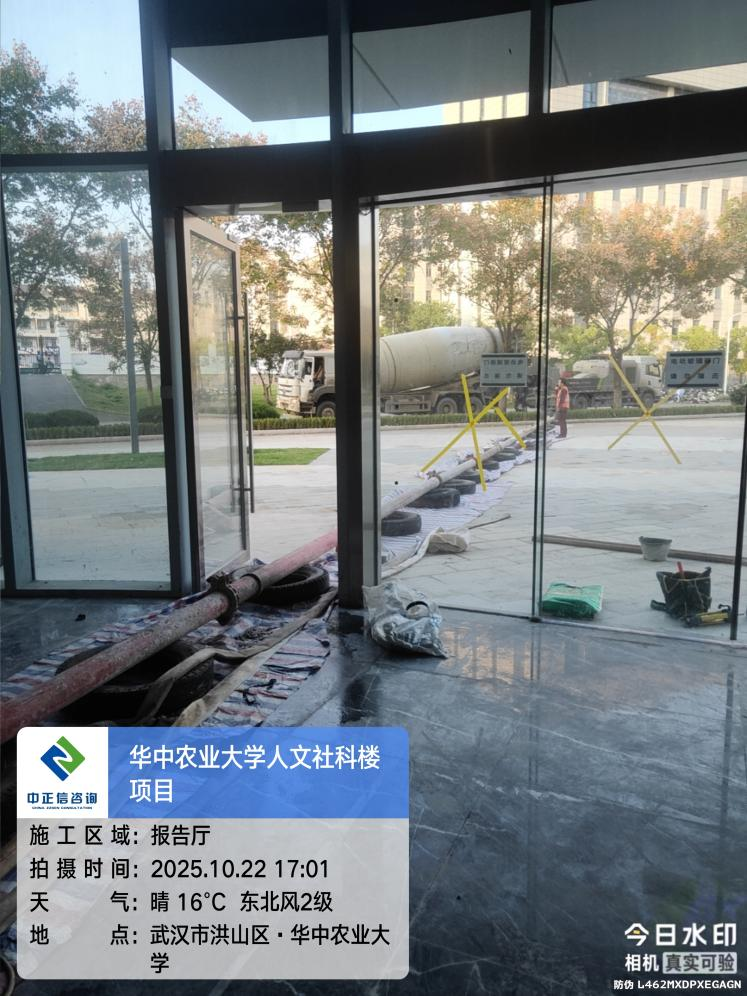 中正信咨询
华中农业大学人文社科楼
项目
施工区域：报告厅
拍摄时间：2025.10.22 17:01
天气：晴 16℃ 东北风2级
地点：武汉市洪山区·华中农业大
学
今日水印
相机 真实可验
防伪 L462MXDPXEGAGN